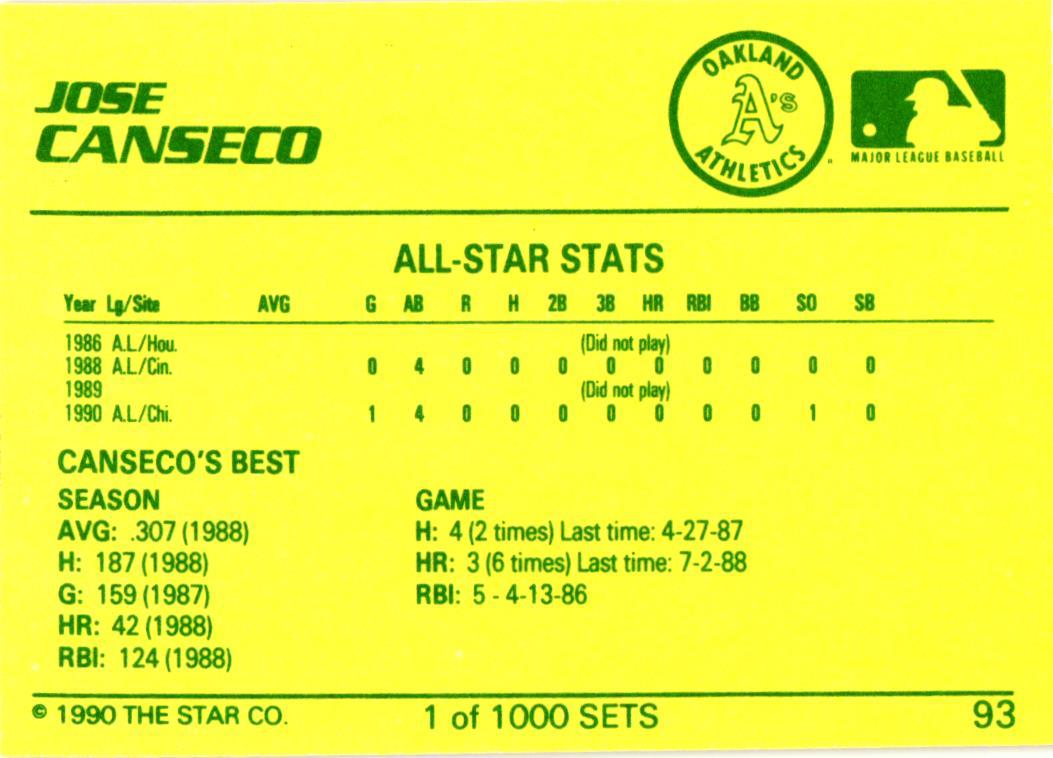 JOSE
CANSECO
OAKLAND
A's
ATHLETICS
MAJOR LEAGUE BASEBALL
ALL-STAR STATS
Year Lg/Site AVG G AB R H 2B 3B HR RBI BB SO SB
1986 A.L/Hou. (Did not play)
1988 A.L/Cin. 0 4 0 0 0 0 0 0 0 0 0
1989 (Did not play)
1990 A.L/Chi. 1 4 0 0 0 0 0 0 0 1 0
CANSECO'S BEST
SEASON
AVG: .307 (1988)
H: 187 (1988)
G: 159 (1987)
HR: 42 (1988)
RBI: 124 (1988)
GAME
H: 4 (2 times) Last time: 4-27-87
HR: 3 (6 times) Last time: 7-2-88
RBI: 5 - 4-13-86
© 1990 THE STAR CO. 1 of 1000 SETS 93